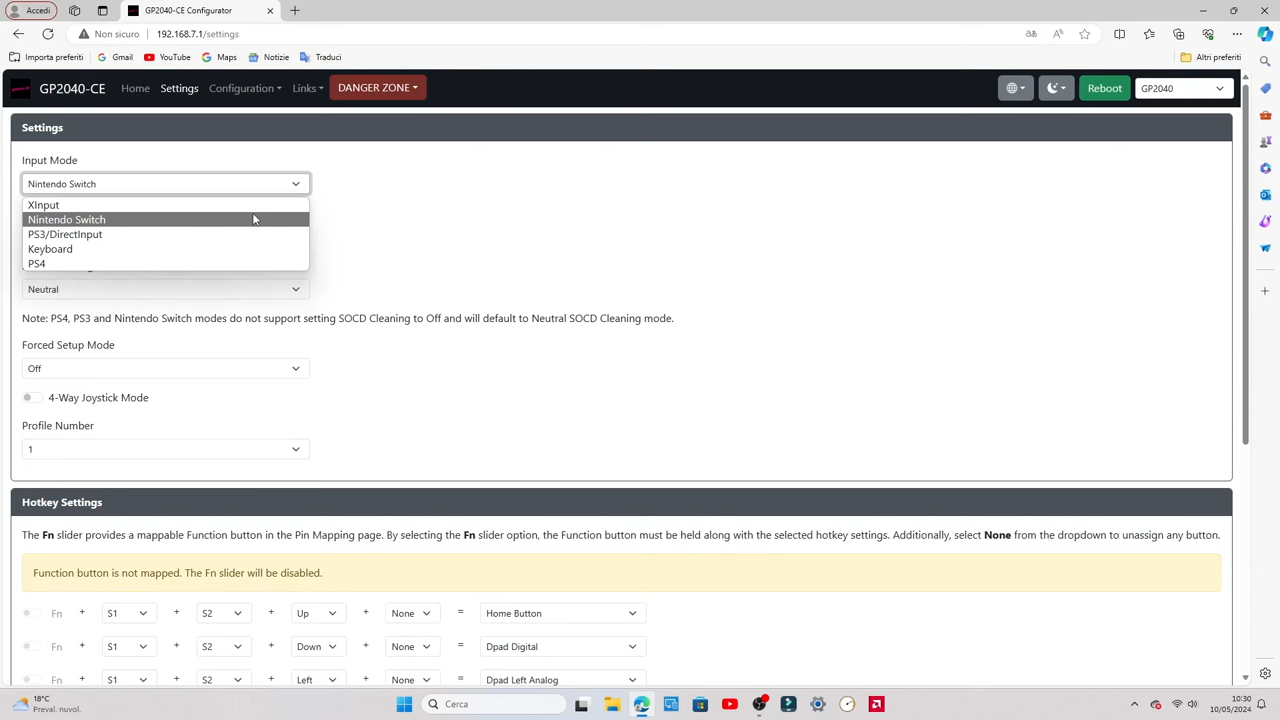 Accedi
GP2040-CE Configurator
Non sicuro
192.168.7.1/settings
Importa preferiti
Gmail
YouTube
Maps
Notizie
Traduci
Altri preferiti
GP2040-CE
Home
Settings
Configuration
Links
DANGER ZONE
Reboot
GP2040
Settings
Input Mode
Nintendo Switch
XInput
Nintendo Switch
PS3/DirectInput
Keyboard
PS4
Neutral
Note: PS4, PS3 and Nintendo Switch modes do not support setting SOCD Cleaning to Off and will default to Neutral SOCD Cleaning mode.
Forced Setup Mode
Off
4-Way Joystick Mode
Profile Number
1
Hotkey Settings
The Fn slider provides a mappable Function button in the Pin Mapping page. By selecting the Fn slider option, the Function button must be held along with the selected hotkey settings. Additionally, select None from the dropdown to unassign any button.
Function button is not mapped. The Fn slider will be disabled.
Fn + S1 + S2 + Up + None = Home Button
Fn + S1 + S2 + Down + None = Dpad Digital
Fn + S1 + S2 + Left + None = Dpad Left Analog
18°C
Preval. nuvol.
Cerca
10:30
10/05/2024